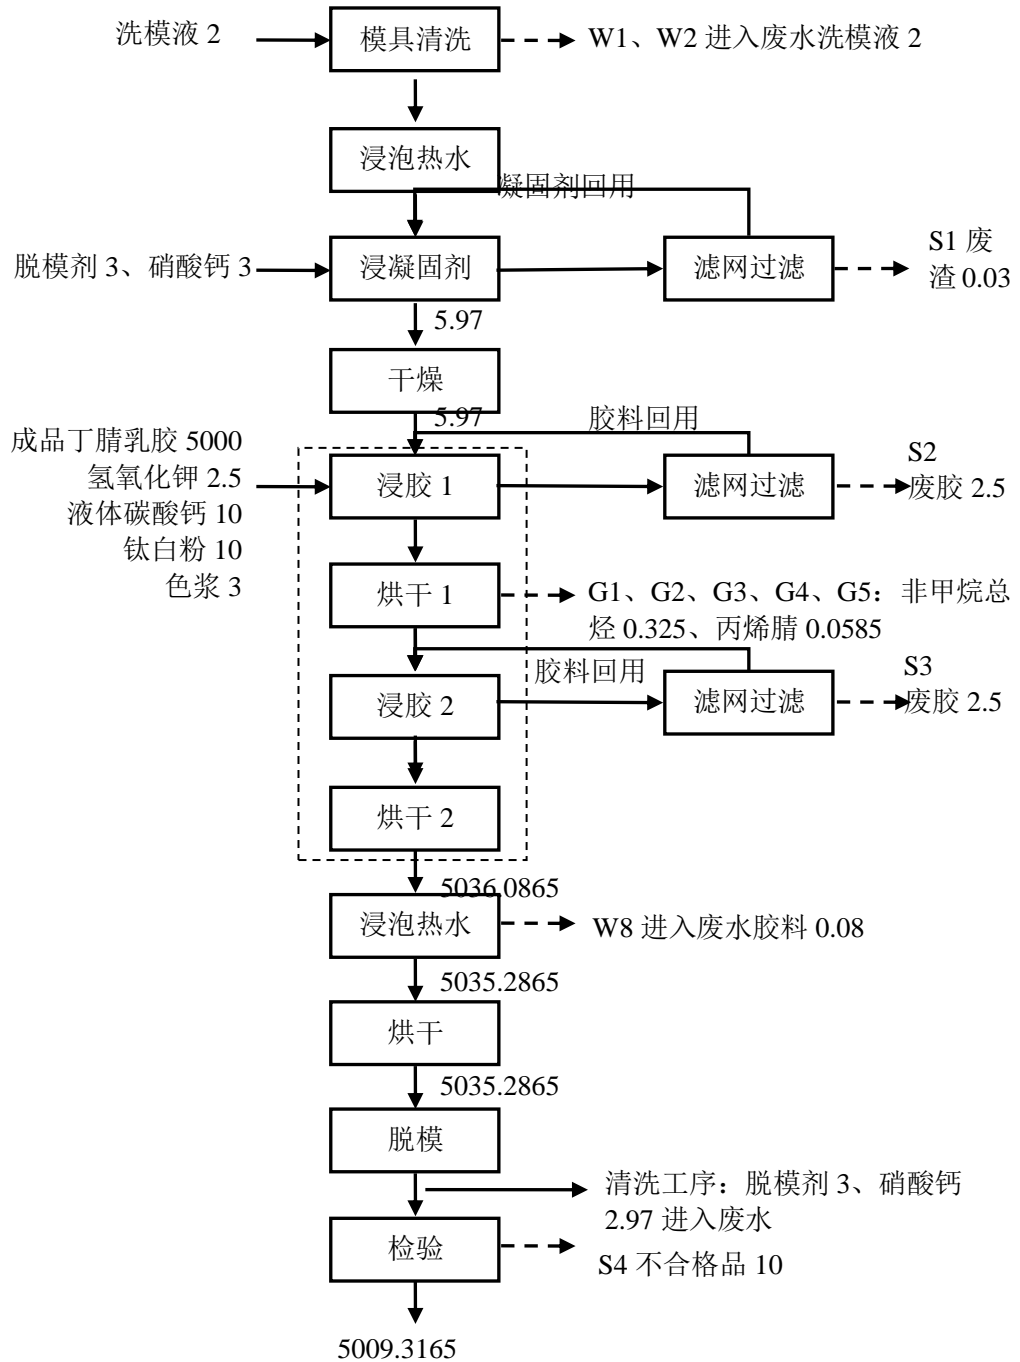 洗模液 2
模具清洗
W1、W2 进入废水洗模液 2
浸泡热水
凝固剂回用
脱模剂 3、硝酸钙 3
浸凝固剂
滤网过滤
S1 废
渣 0.03
5.97
干燥
5.97
胶料回用
成品丁腈乳胶 5000
氢氧化钾 2.5
液体碳酸钙 10
钛白粉 10
色浆 3
浸胶 1
滤网过滤
S2
废胶 2.5
烘干 1
G1、G2、G3、G4、G5：非甲烷总
烃 0.325、丙烯腈 0.0585
胶料回用
浸胶 2
滤网过滤
S3
废胶 2.5
烘干 2
5036.0865
浸泡热水
W8 进入废水胶料 0.08
5035.2865
烘干
5035.2865
脱模
清洗工序：脱模剂 3、硝酸钙
2.97 进入废水
检验
S4 不合格品 10
5009.3165